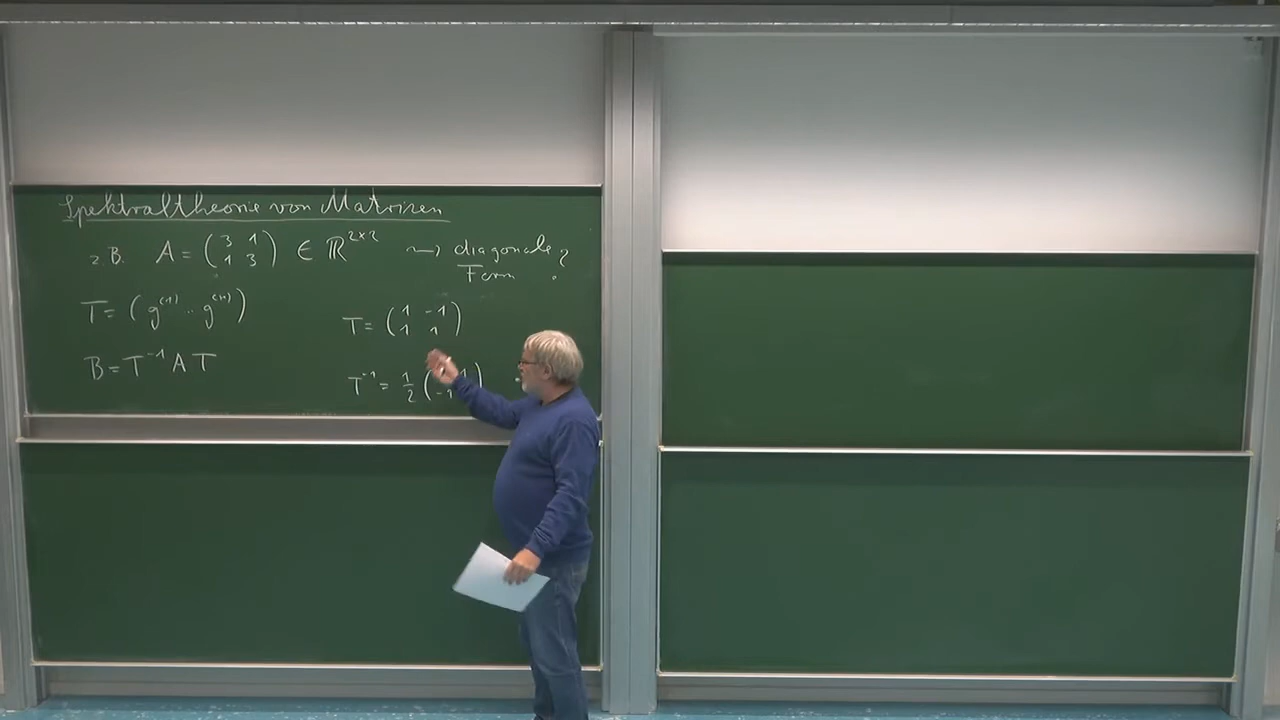 Spektraltheorie von Matrizen
z.B. A = ( 3 1 / 1 3 ) ∈ ℝ^{2×2} ⇝ diagonale Form ?
T = ( g^{(1)} ·· g^{(n)} )
T = ( 1 -1 / 1 1 )
B = T^{-1} A T
T^{-1} = 1/2 (